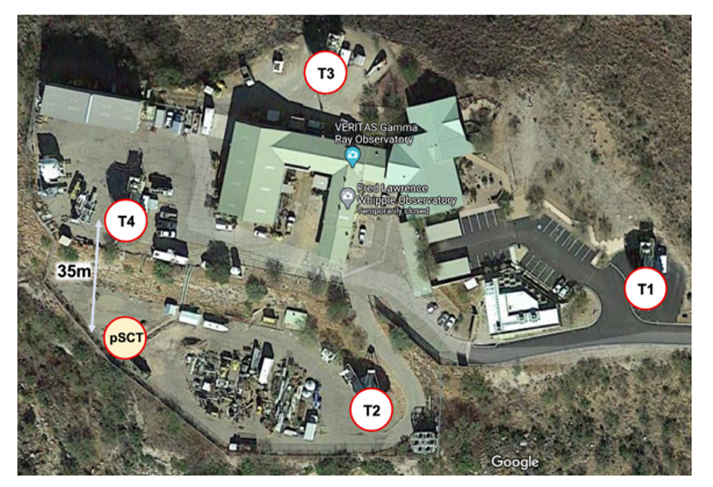 T3
VERITAS Gamma
Ray Observatory
Fred Lawrence
Whipple Observatory
Temporarily closed
T4
35m
T1
pSCT
T2
Google